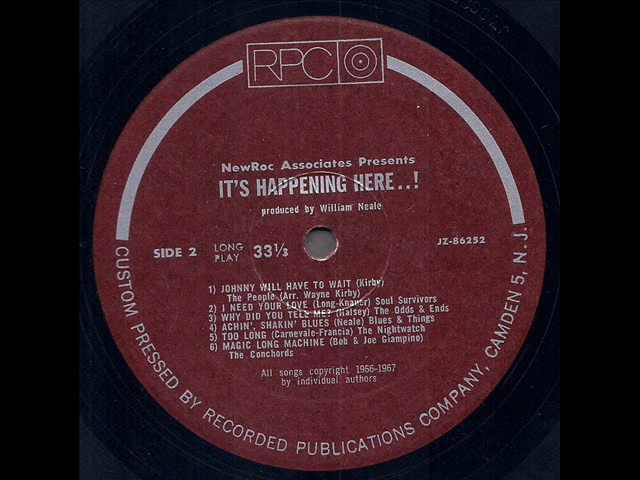 RPC
NewRoc Associates Presents
IT'S HAPPENING HERE..!
produced by William Neale
SIDE 2 LONG PLAY 33⅓ JZ-86252
1) JOHNNY WILL HAVE TO WAIT (Kirby)
The People (Arr. Wayne Kirby)
2) I NEED YOUR LOVE (Long-Knauer) Soul Survivors
3) WHY DID YOU TELL ME? (Halsey) The Odds & Ends
4) ACHIN', SHAKIN' BLUES (Neale) Blues & Things
5) TOO LONG (Carnevale-Francia) The Nightwatch
6) MAGIC LONG MACHINE (Bob & Joe Giampino)
The Conchords
All songs copyright 1966-1967
by individual authors
CUSTOM PRESSED BY RECORDED PUBLICATIONS COMPANY, CAMDEN 5, N. J.